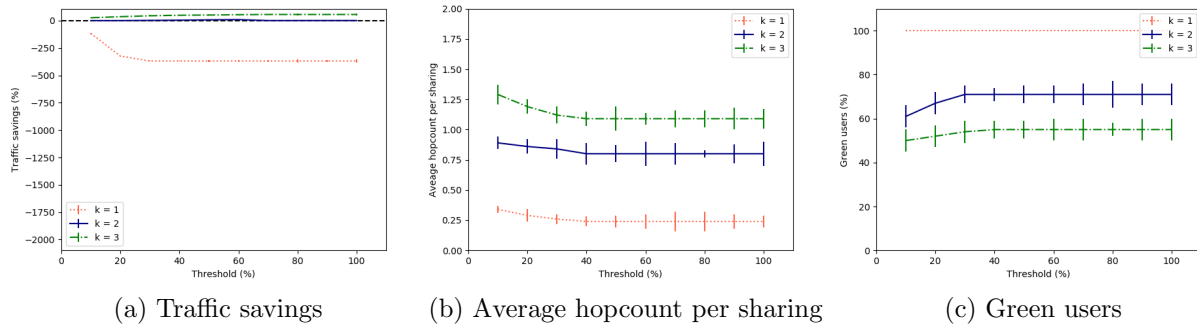 0
−250
−500
−750
−1000
−1250
−1500
−1750
−2000
Traffic savings (%)
k = 1
k = 2
k = 3
0 20 40 60 80 100
Threshold (%)
(a) Traffic savings
2.00
1.75
1.50
1.25
1.00
0.75
0.50
0.25
0.00
Aveage hopcount per sharing
k = 1
k = 2
k = 3
0 20 40 60 80 100
Threshold (%)
(b) Average hopcount per sharing
100
80
60
40
20
0
Green users (%)
k = 1
k = 2
k = 3
0 20 40 60 80 100
Threshold (%)
(c) Green users